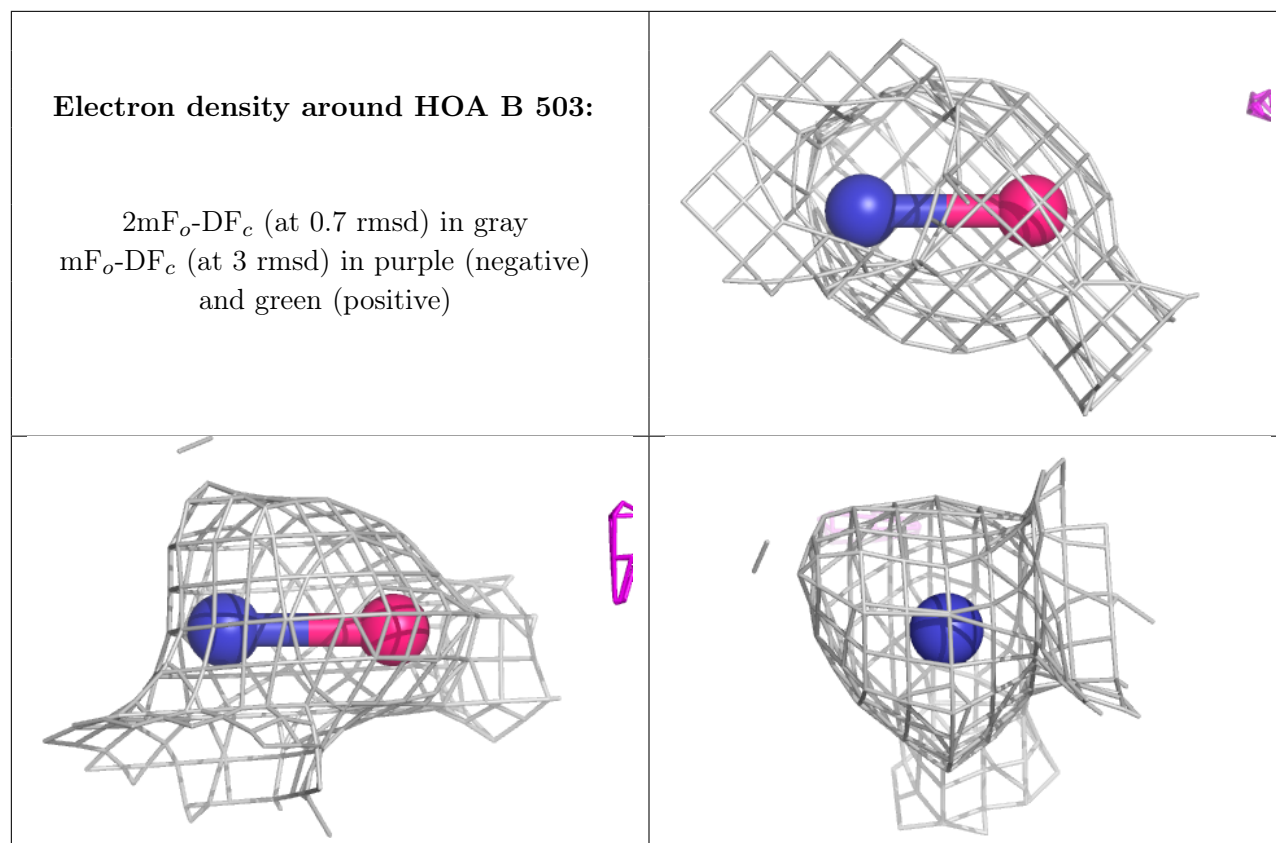 Electron density around HOA B 503:
2mFo-DFc (at 0.7 rmsd) in gray
mFo-DFc (at 3 rmsd) in purple (negative)
and green (positive)